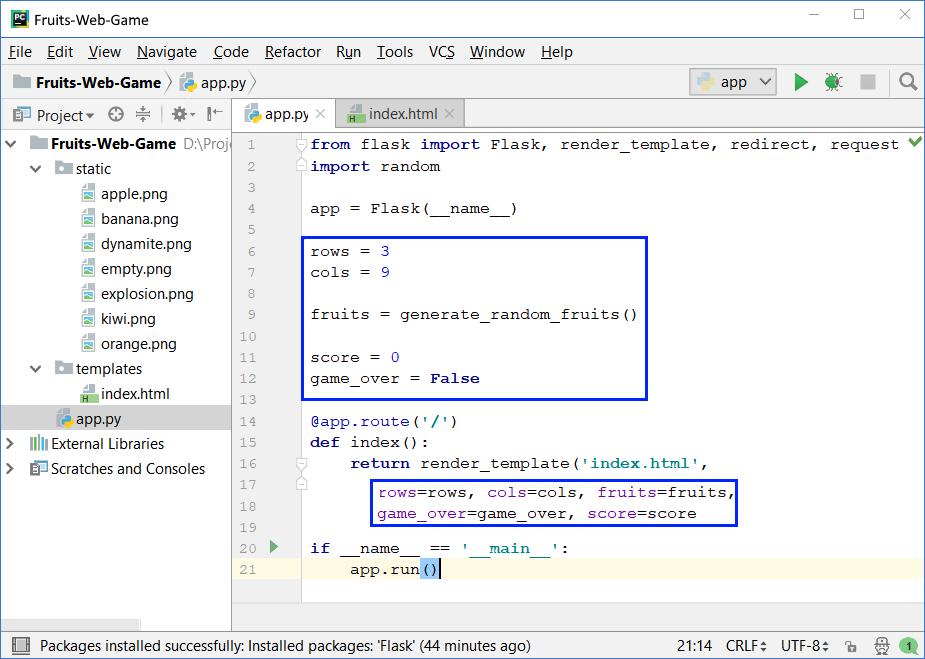 PC Fruits-Web-Game
File Edit View Navigate Code Refactor Run Tools VCS Window Help
Fruits-Web-Game app.py app
Project app.py index.html
Fruits-Web-Game D:\Proj
static
apple.png
banana.png
dynamite.png
empty.png
explosion.png
kiwi.png
orange.png
templates
H index.html
app.py
External Libraries
Scratches and Consoles
1 from flask import Flask, render_template, redirect, request
2 import random
3
4 app = Flask(__name__)
5
6 rows = 3
7 cols = 9
8
9 fruits = generate_random_fruits()
10
11 score = 0
12 game_over = False
13
14 @app.route('/')
15 def index():
16 return render_template('index.html',
17 rows=rows, cols=cols, fruits=fruits,
18 game_over=game_over, score=score
19
20 if __name__ == '__main__':
21 app.run()
Packages installed successfully: Installed packages: 'Flask' (44 minutes ago) 21:14 CRLF UTF-8 1